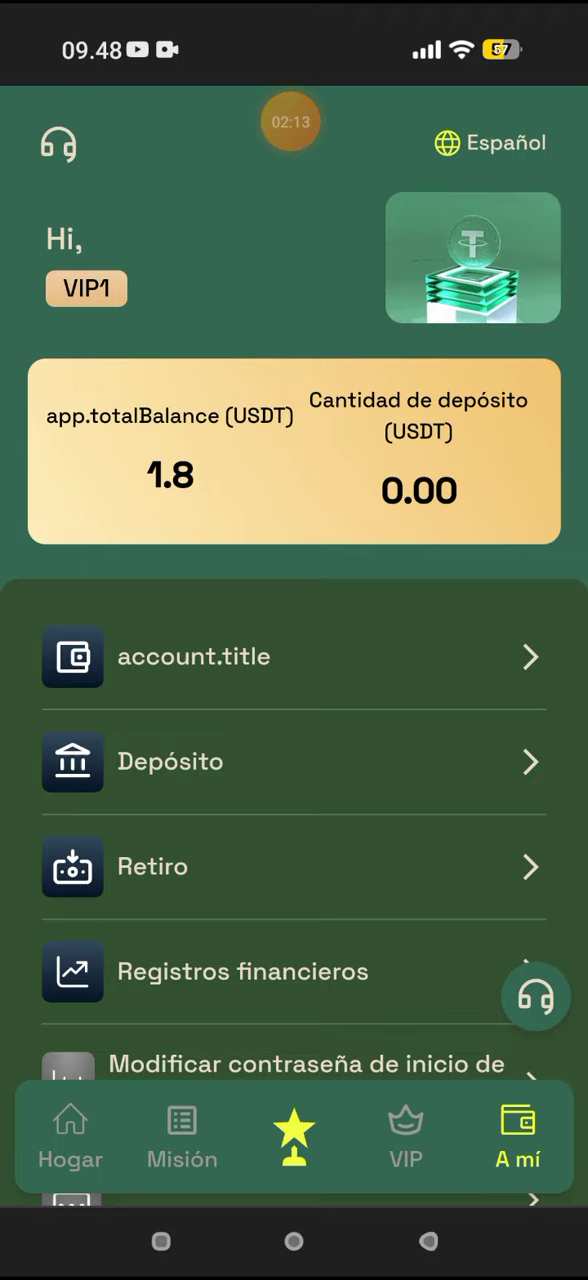 09.48
57
02:13
Español
Hi,
VIP1
app.totalBalance (USDT)
1.8
Cantidad de depósito
(USDT)
0.00
account.title
Depósito
Retiro
Registros financieros
Modificar contraseña de inicio de
Hogar
Misión
VIP
A mí